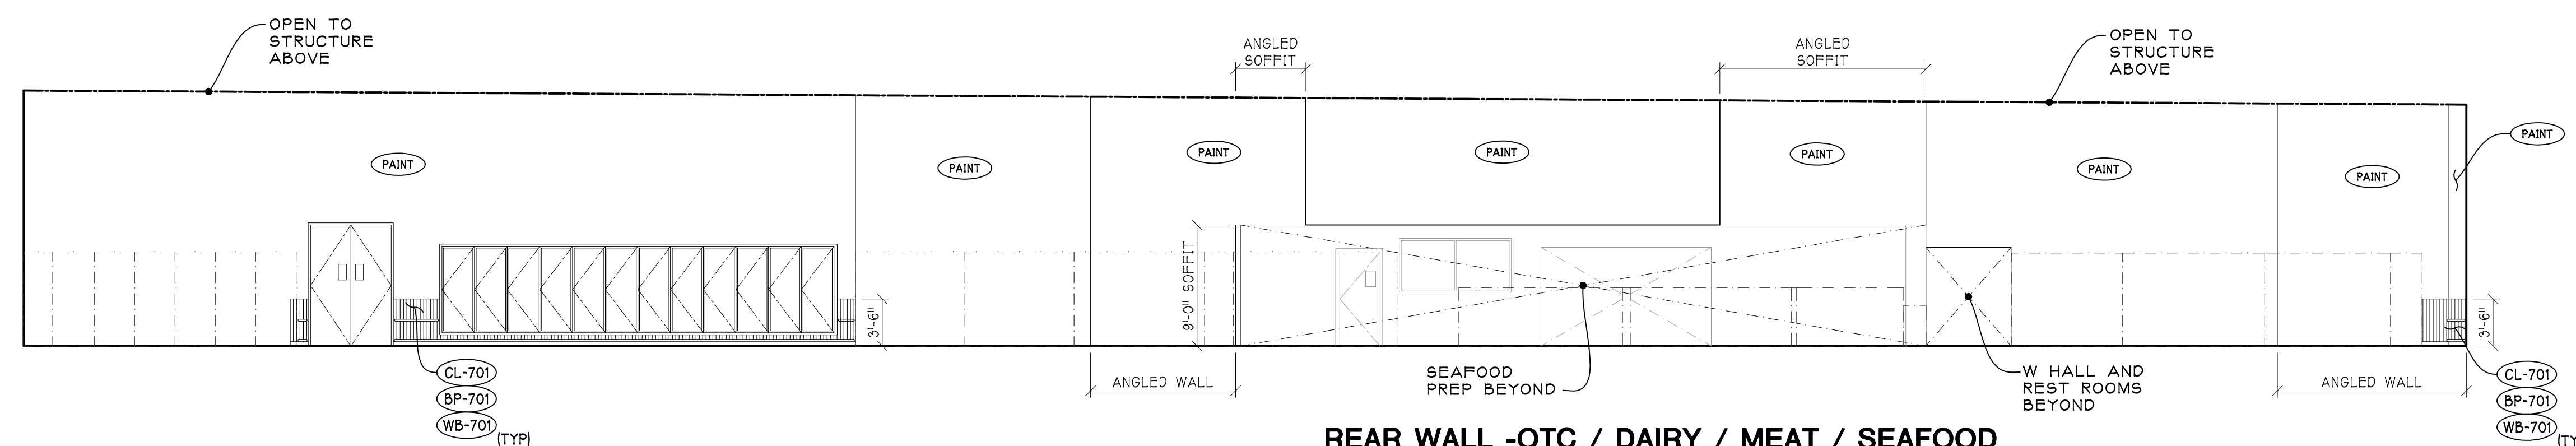 OPEN TO
STRUCTURE
ABOVE
ANGLED
SOFFIT
ANGLED
SOFFIT
OPEN TO
STRUCTURE
ABOVE
PAINT
PAINT
PAINT
PAINT
PAINT
PAINT
PAINT
PAINT
9'-0" SOFFIT
3'-6"
3'-6"
CL-701
BP-701
WB-701
(TYP)
ANGLED WALL
SEAFOOD
PREP BEYOND
W HALL AND
REST ROOMS
BEYOND
ANGLED WALL
CL-701
BP-701
WB-701
REAR WALL -OTC / DAIRY / MEAT / SEAFOOD